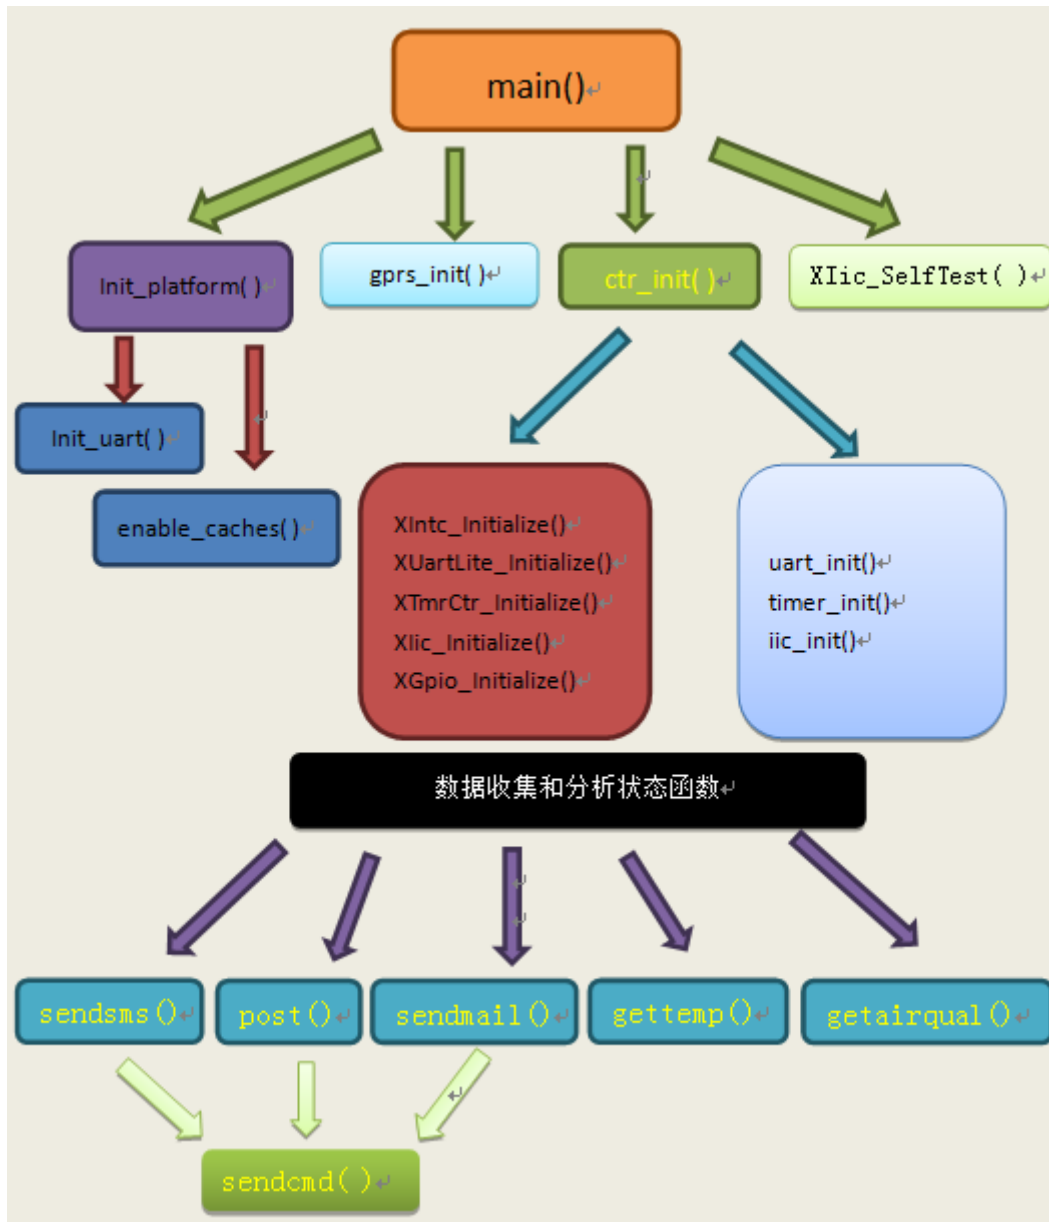 main()↵
Init_platform( )↵
gprs_init( )↵
ctr_init( )↵
XIic_SelfTest( )↵
Init_uart( )↵
enable_caches( )↵
XIntc_Initialize()↵
XUartLite_Initialize()↵
XTmrCtr_Initialize()↵
XIic_Initialize()↵
XGpio_Initialize()↵
uart_init()↵
timer_init()↵
iic_init()↵
数据收集和分析状态函数↵
sendsms()↵
post()↵
sendmail()↵
gettemp()↵
getairqual()↵
sendcmd( )↵